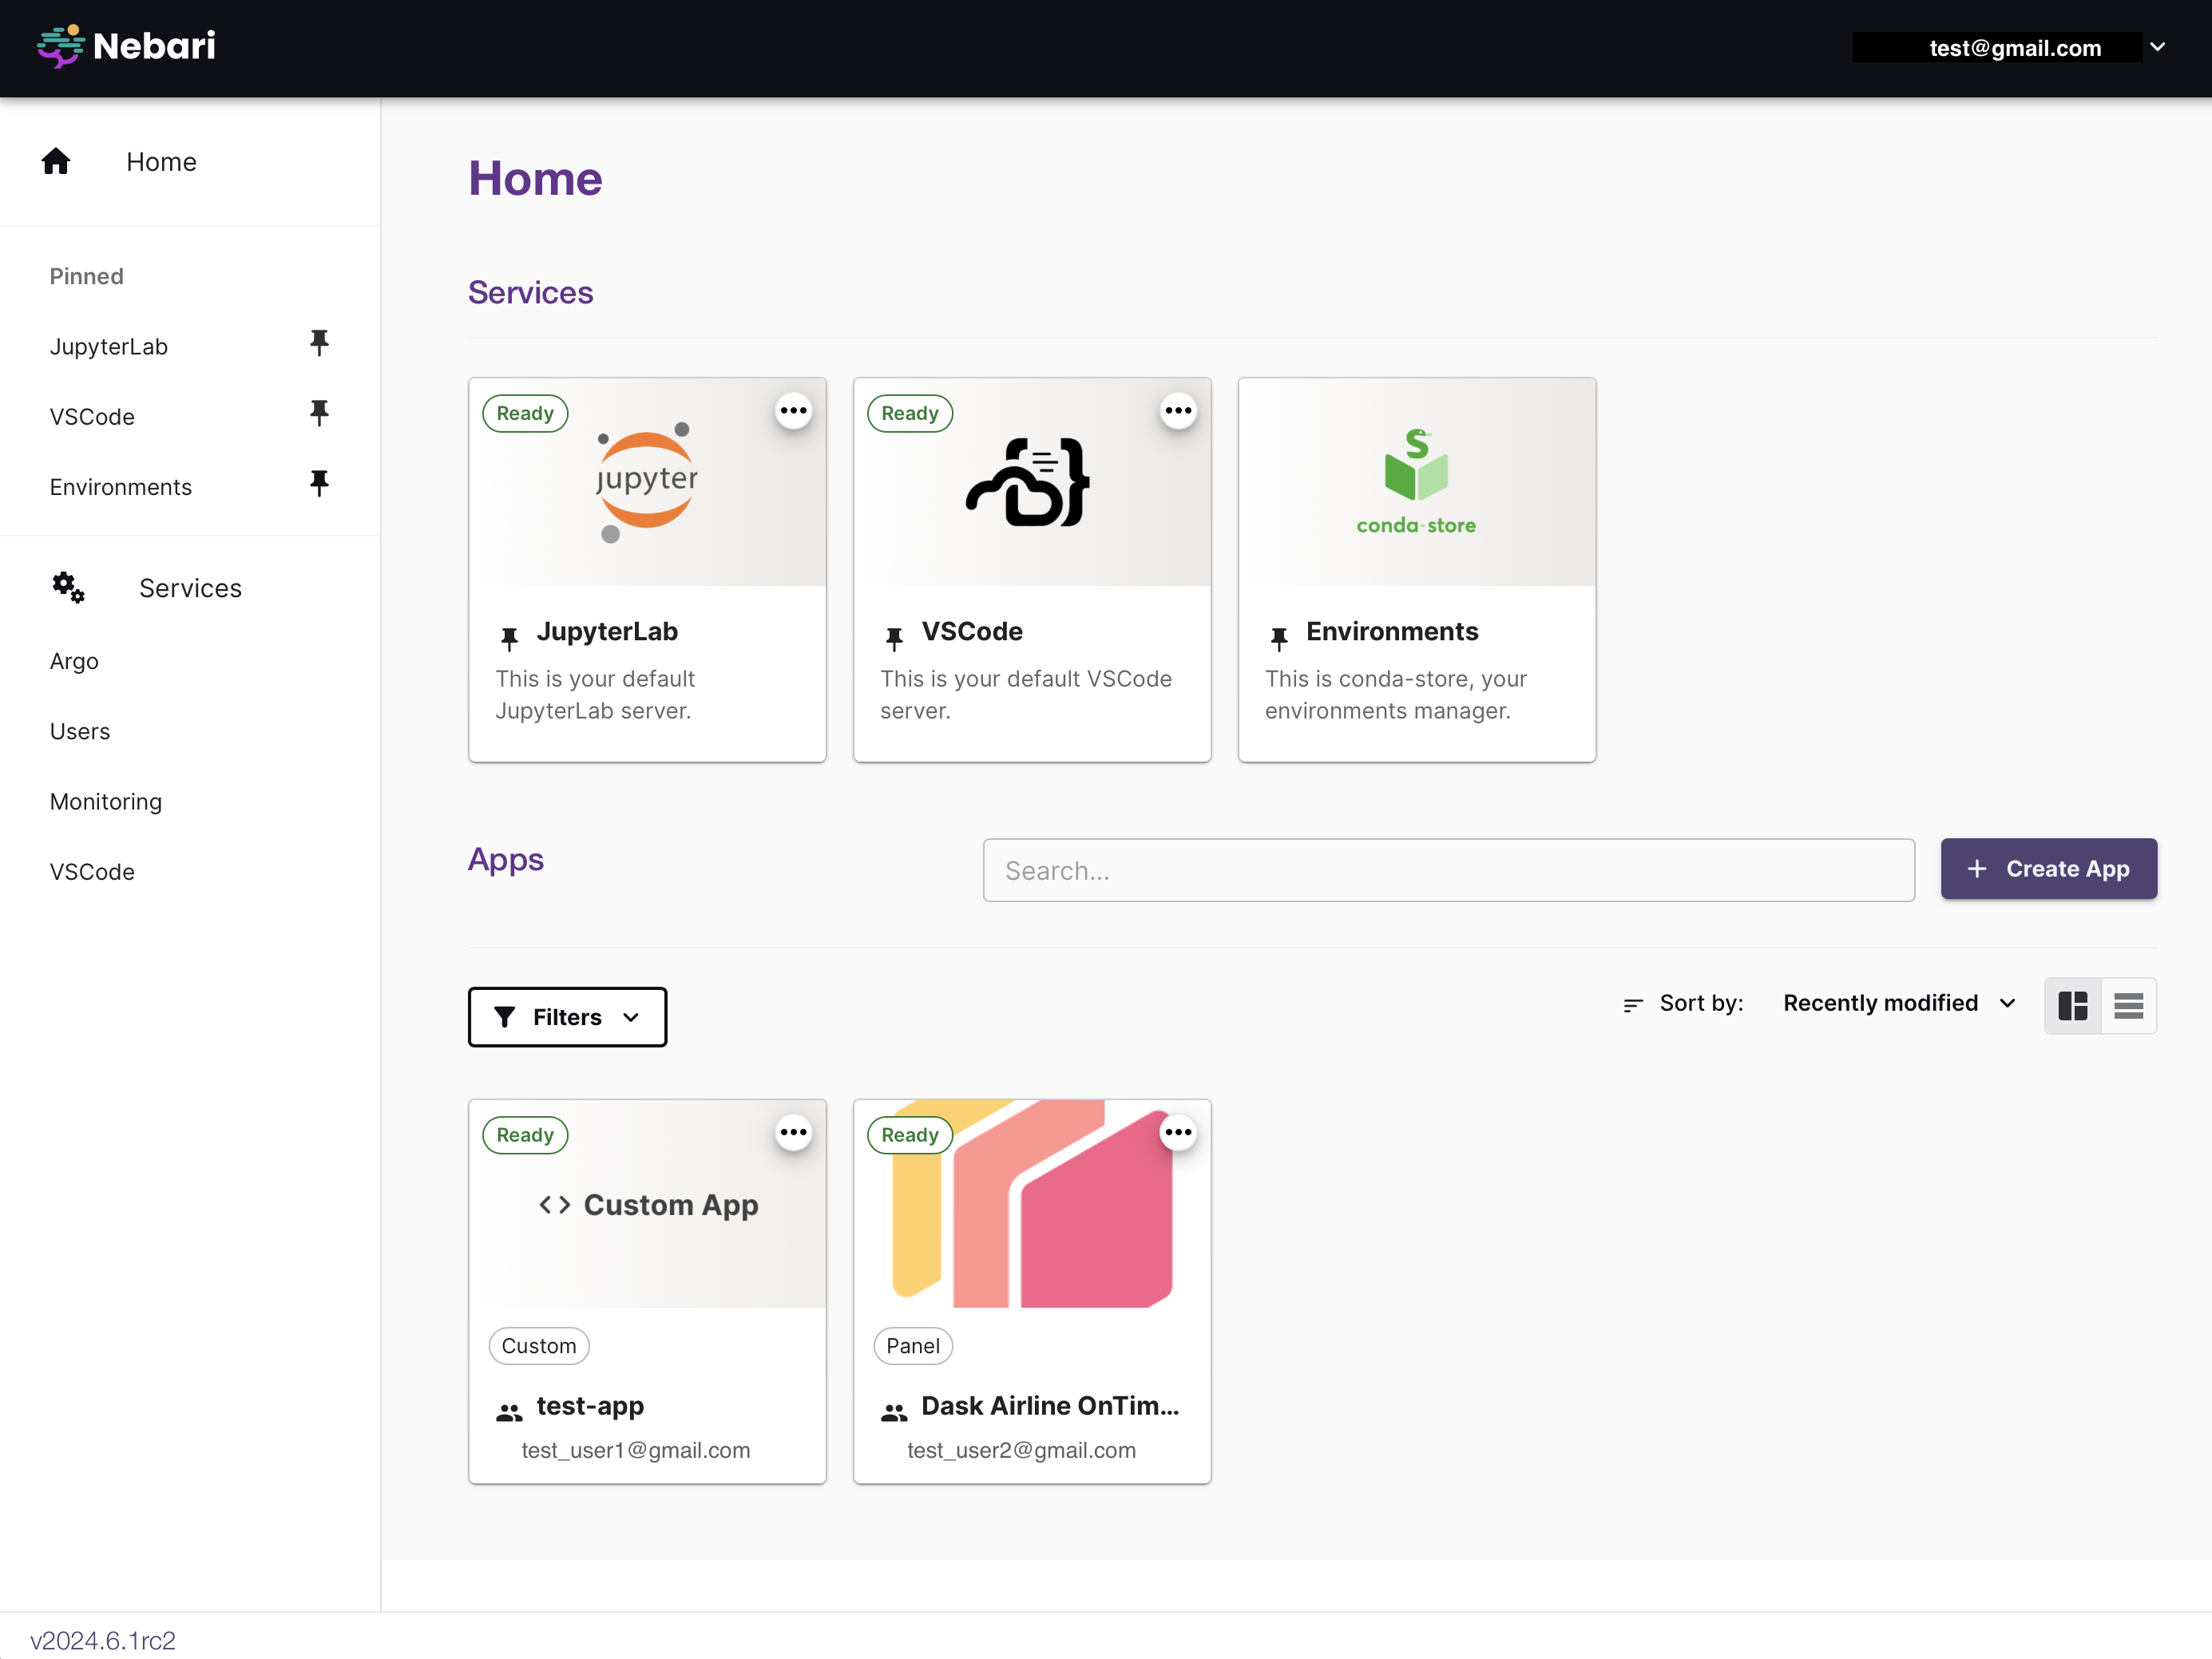 Nebari
test@gmail.com
Home
Pinned
JupyterLab
VSCode
Environments
Services
Argo
Users
Monitoring
VSCode
Home
Services
Ready
jupyter
JupyterLab
This is your default
JupyterLab server.
Ready
VSCode
This is your default VSCode
server.
conda-store
Environments
This is conda-store, your
environments manager.
Apps
Search...
Create App
Filters
Sort by: Recently modified
Ready
Custom App
Custom
test-app
test_user1@gmail.com
Ready
Panel
Dask Airline OnTim...
test_user2@gmail.com
v2024.6.1rc2